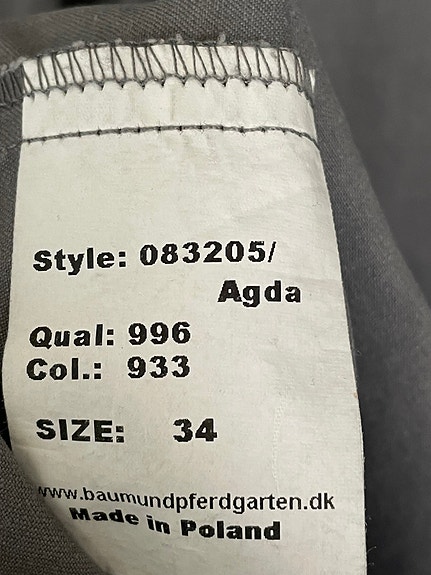 Style: 083205/
Agda
Qual: 996
Col.: 933
SIZE: 34
www.baumundpferdgarten.dk
Made in Poland